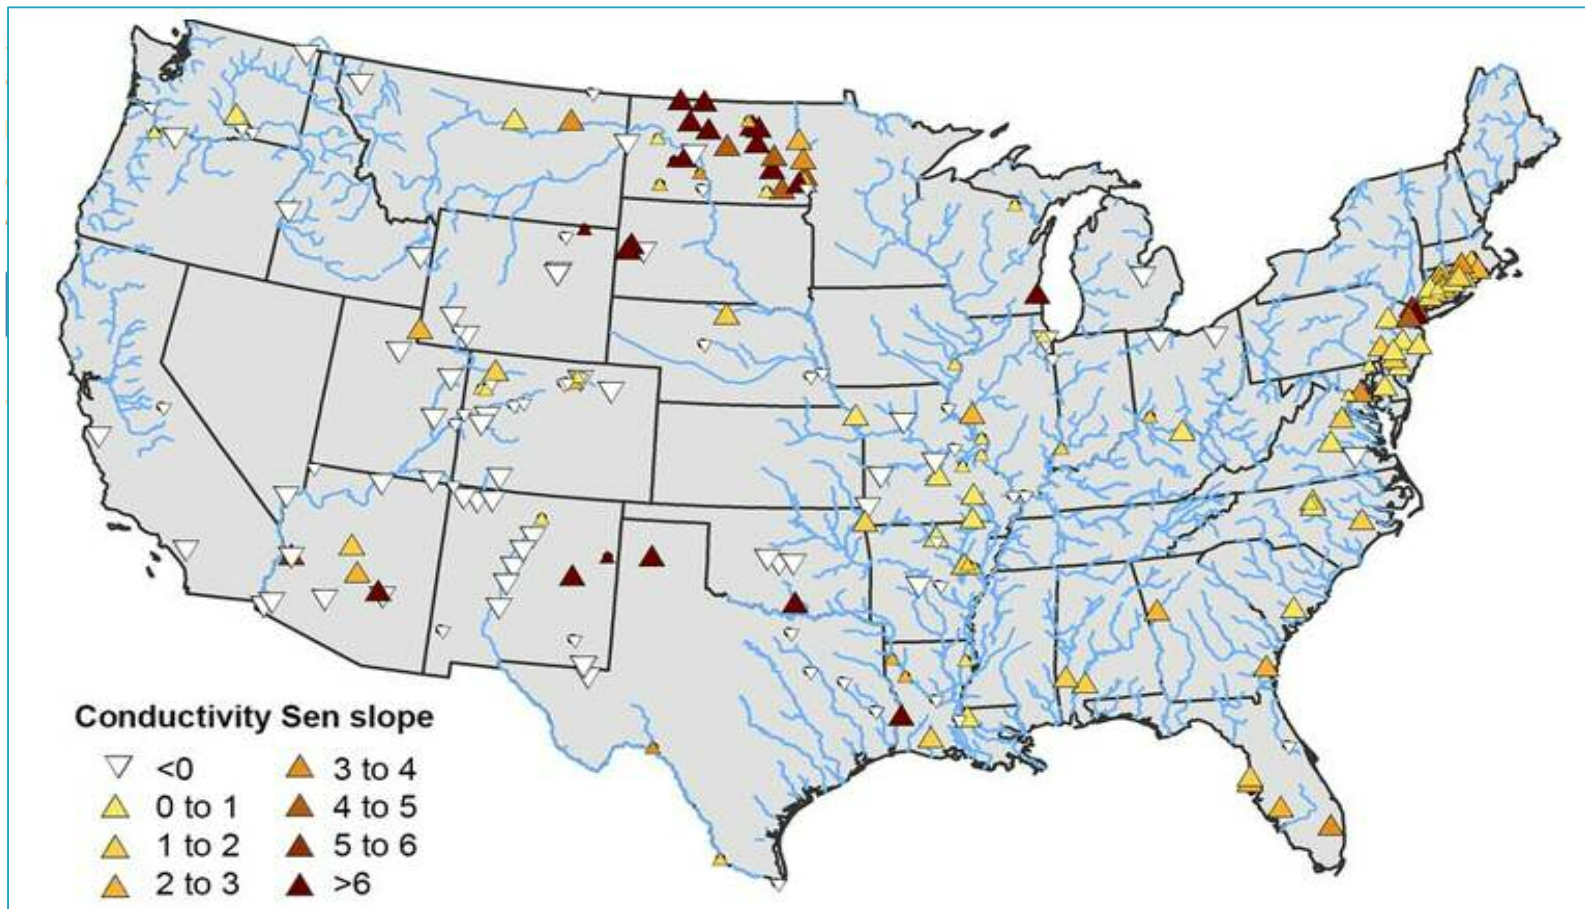 Conductivity Sen slope
<0
3 to 4
0 to 1
4 to 5
1 to 2
5 to 6
2 to 3
>6